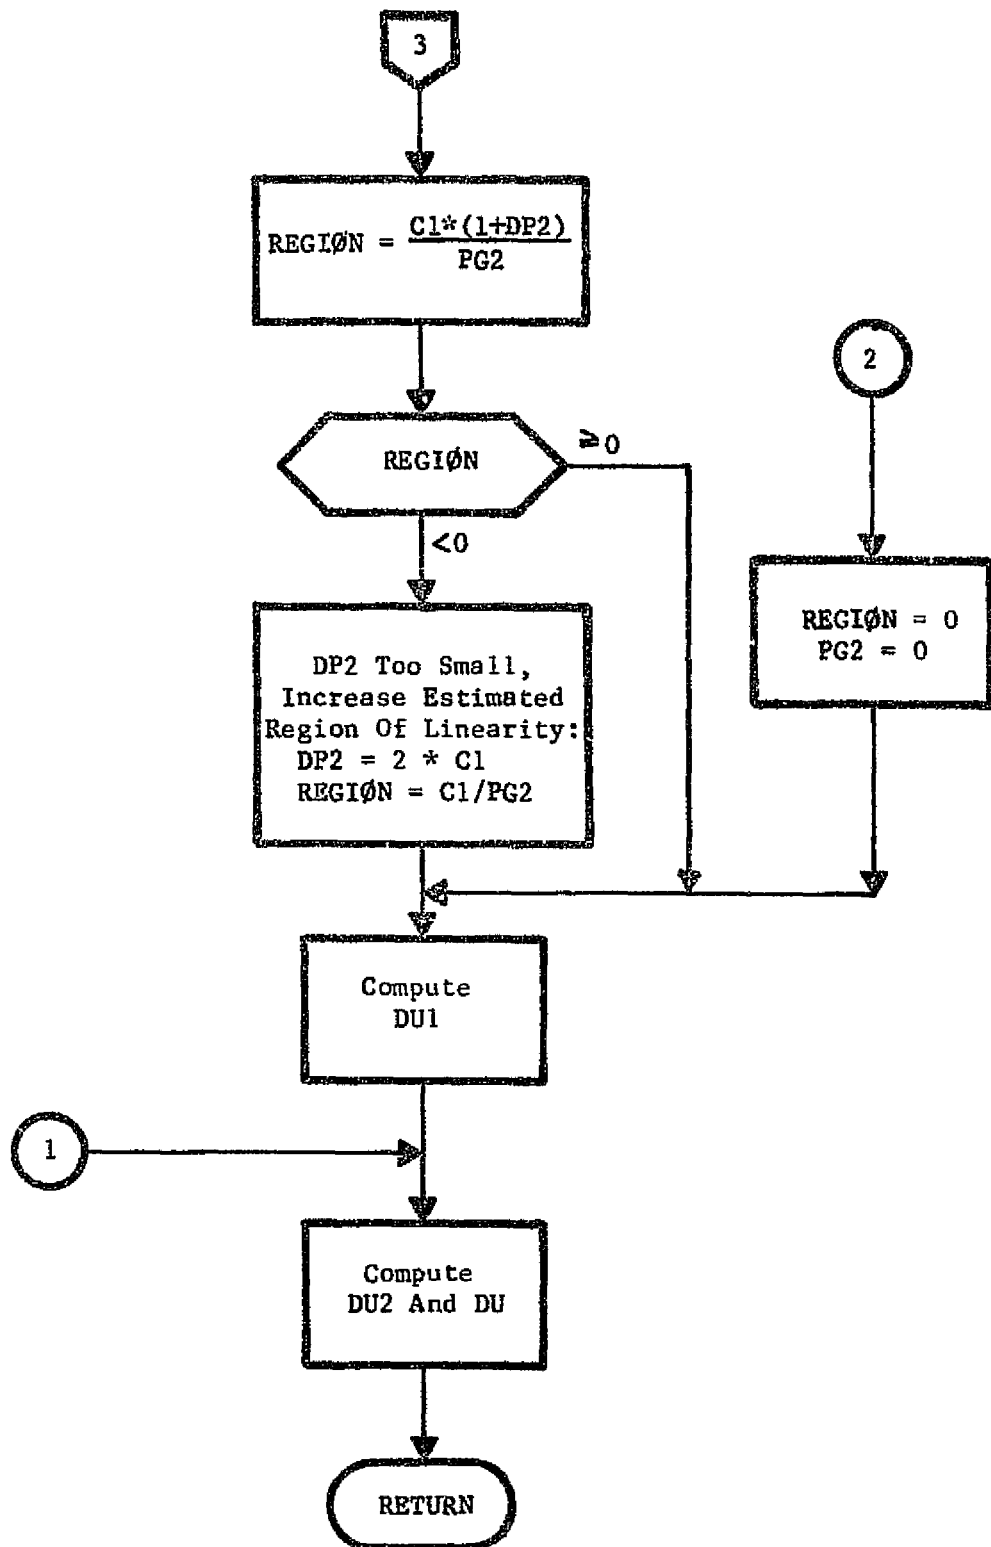 3
REGIØN = C1*(1+DP2)
PG2
2
REGIØN
≥0
<0
REGIØN = 0
PG2 = 0
DP2 Too Small,
Increase Estimated
Region Of Linearity:
DP2 = 2 * C1
REGIØN = C1/PG2
Compute
DU1
1
Compute
DU2 And DU
RETURN